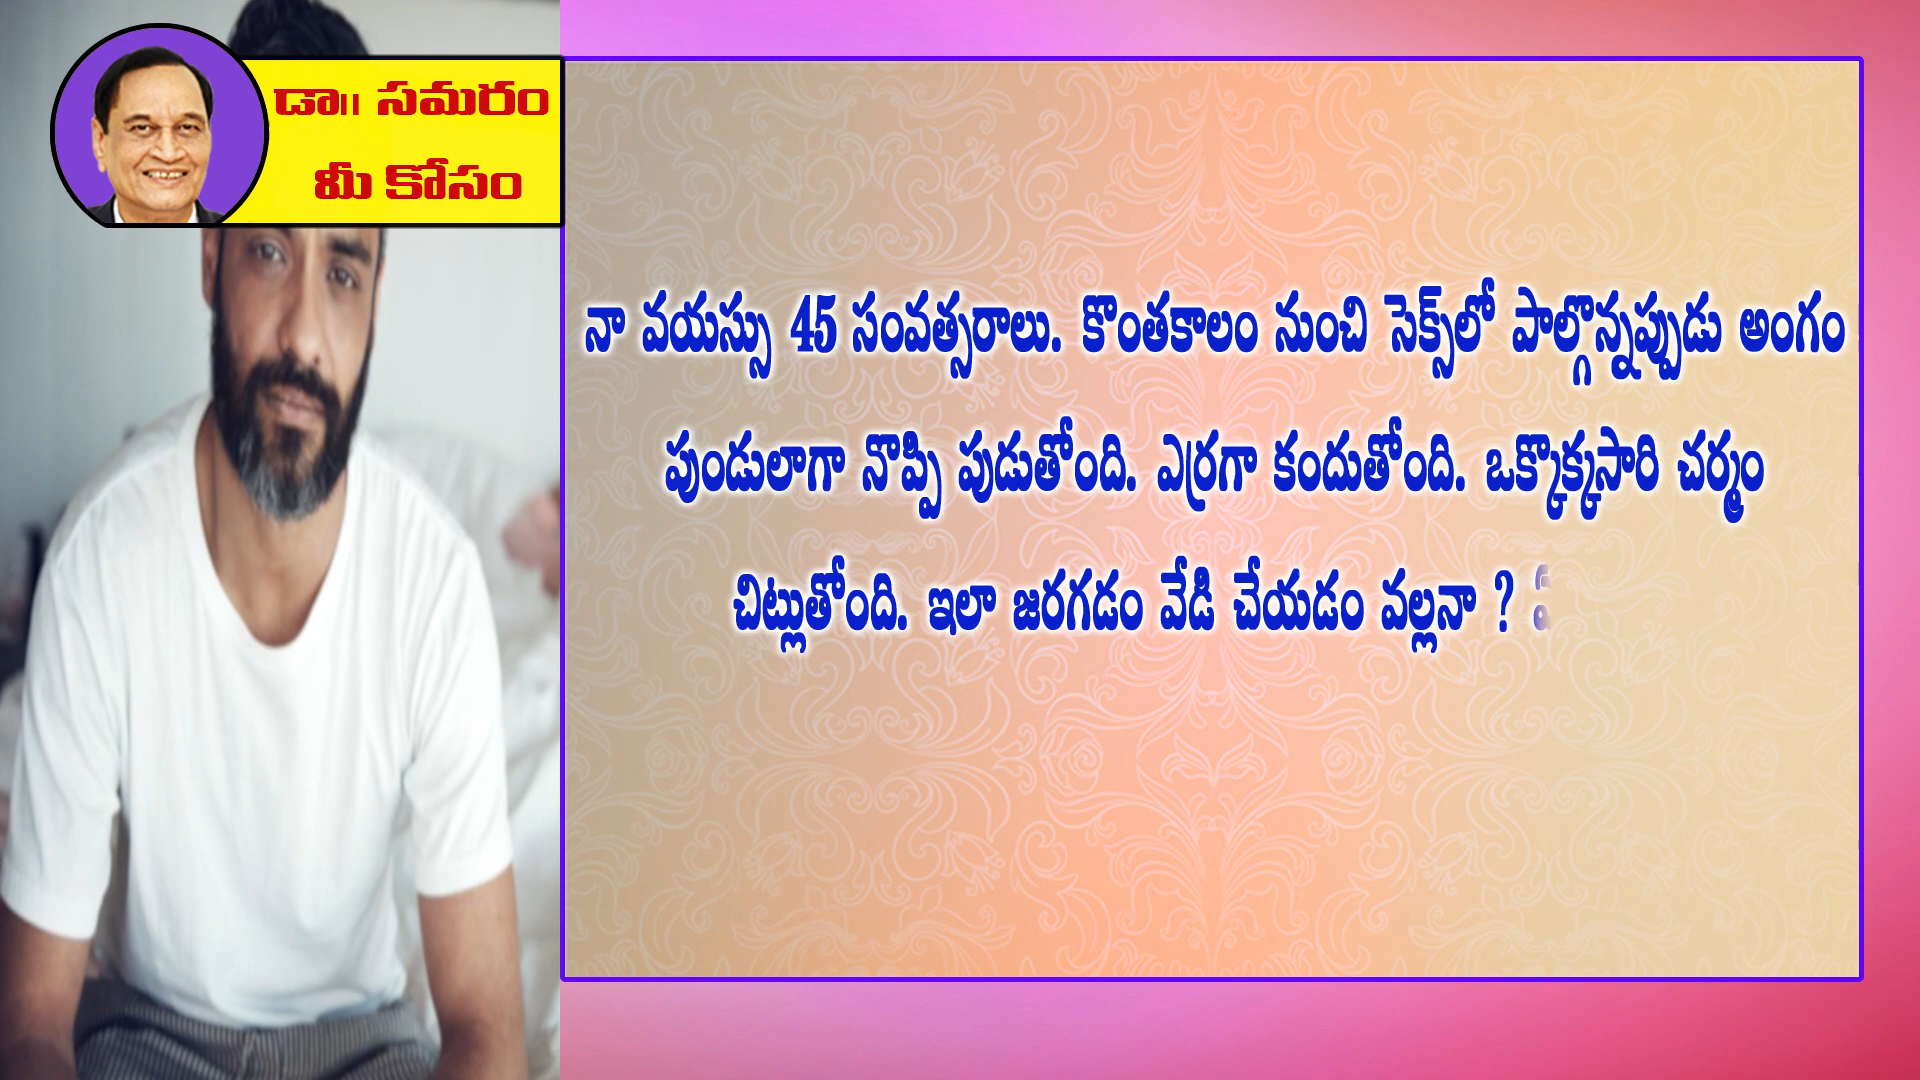 డా॥ సమరం
మీ కోసం
నా వయస్సు 45 సంవత్సరాలు. కొంతకాలం నుంచి సెక్స్‌లో పాల్గొన్నప్పుడు అంగం
పుండులాగా నొప్పి పుడుతోంది. ఎర్రగా కందుతోంది. ఒక్కొక్కసారి చర్మం
చిట్లుతోంది. ఇలా జరగడం వేడి చేయడం వల్లనా ?